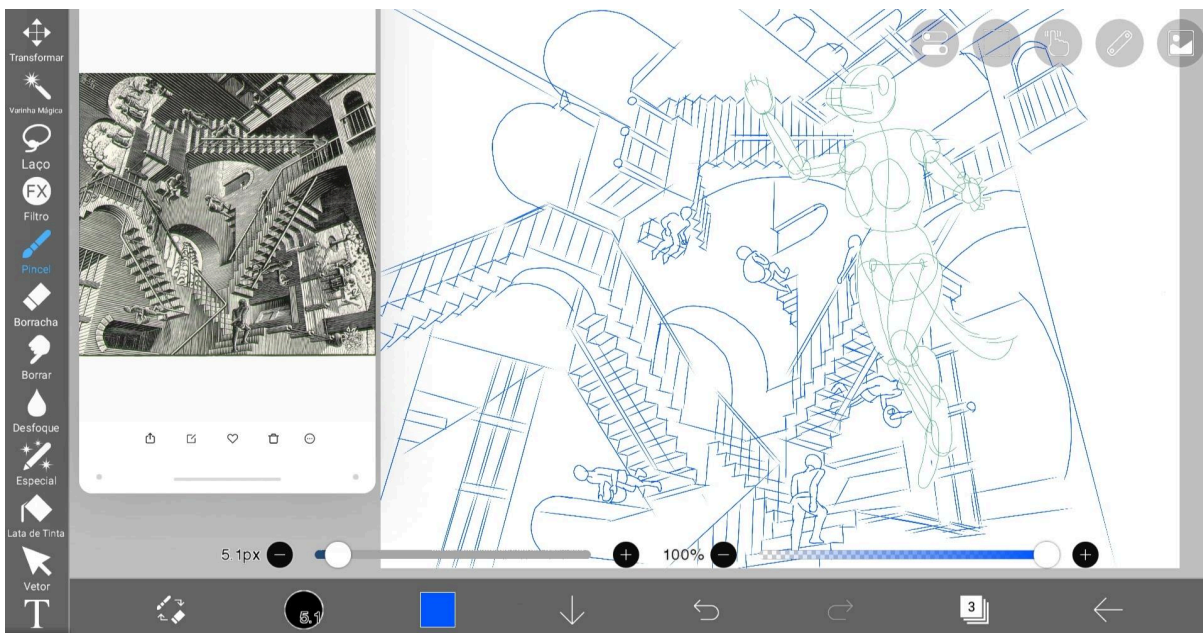 Transformar
Varinha Mágica
Laço
FX
Filtro
Pincel
Borracha
Borrar
Desfoque
Especial
Lata de Tinta
Vetor
T
5.1px
100%
5.1
3